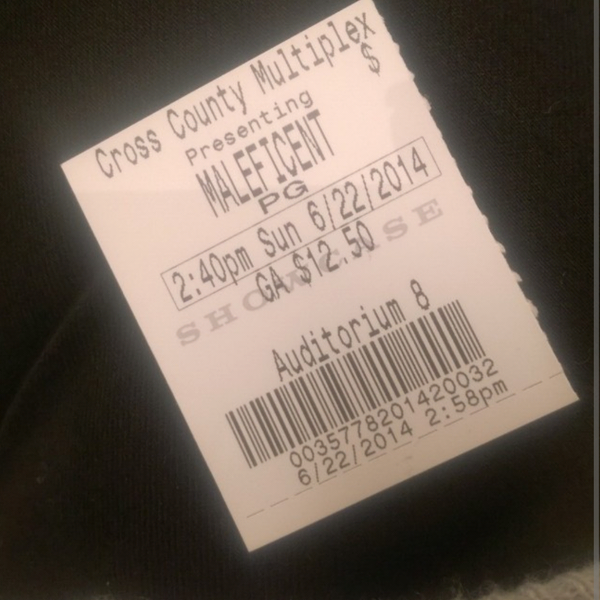 Cross County Multiplex
$
Presenting
MALEFICENT
PG
2:40pm Sun 6/22/2014
GA $12.50
SHOWCASE
Auditorium 8
0035778201420032
6/22/2014 2:58pm